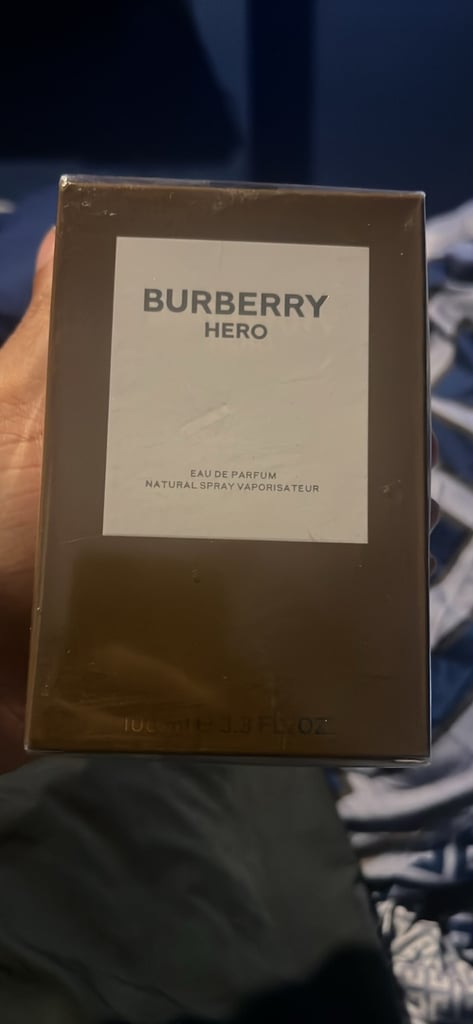 BURBERRY
HERO
EAU DE PARFUM
NATURAL SPRAY VAPORISATEUR
100 ml ℮ 3.3 FL. OZ.